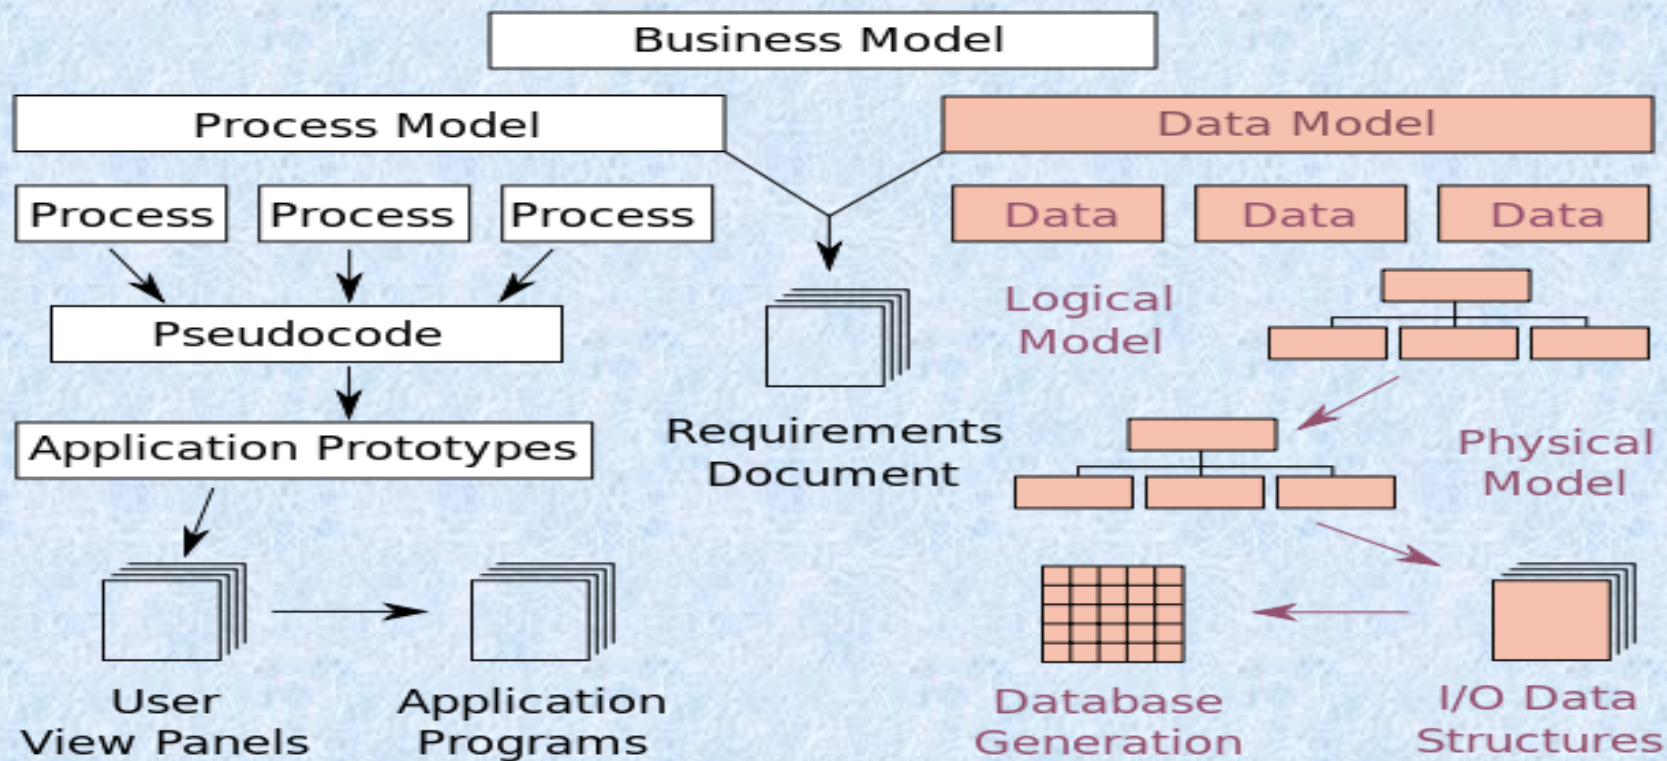 Business Model
Process Model
Data Model
Process
Process
Process
Data
Data
Data
Pseudocode
Logical
Model
Application Prototypes
Requirements
Document
Physical
Model
User
View Panels
Application
Programs
Database
Generation
I/O Data
Structures